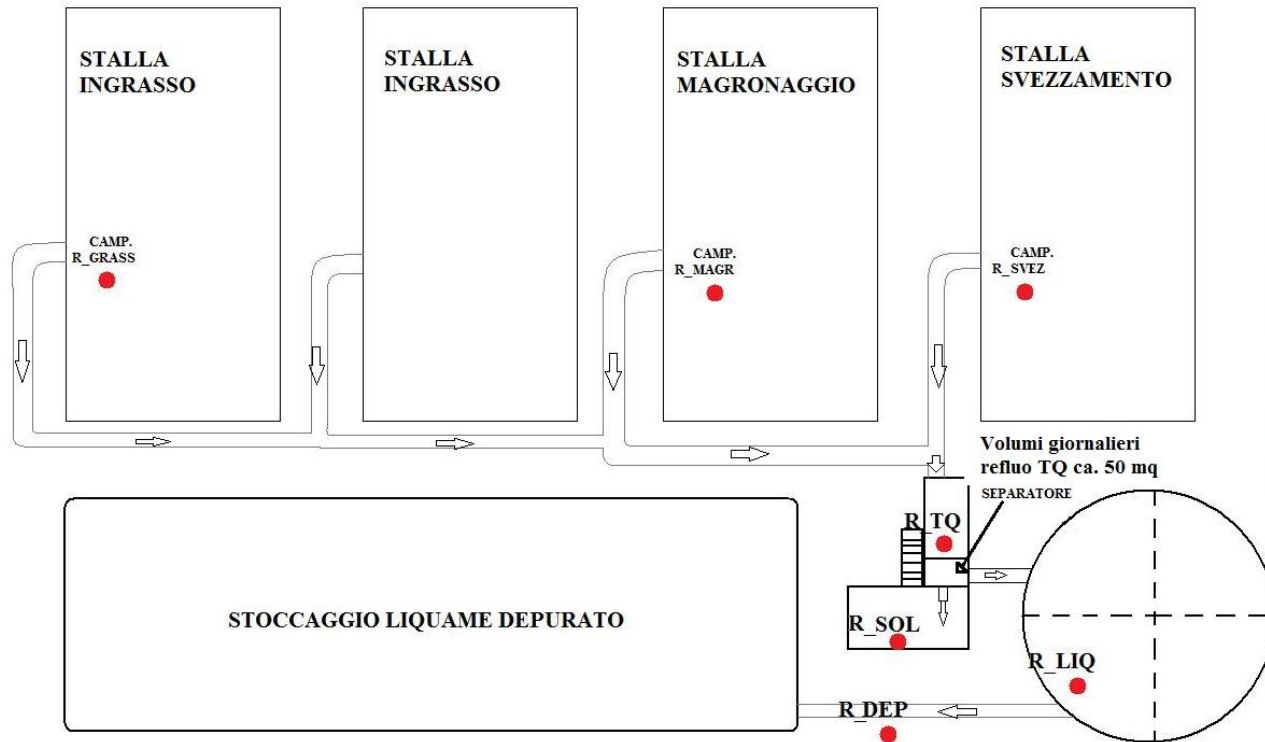 STALLA
INGRASSO
STALLA
INGRASSO
STALLA
MAGRONAGGIO
STALLA
SVEZZAMENTO
CAMP.
R_GRASS
CAMP.
R_MAGR
CAMP.
R_SVEZ
Volumi giornalieri
refluo TQ ca. 50 mq
SEPARATORE
R_TQ
STOCCAGGIO LIQUAME DEPURATO
R_SOL
R_LIQ
R_DEP